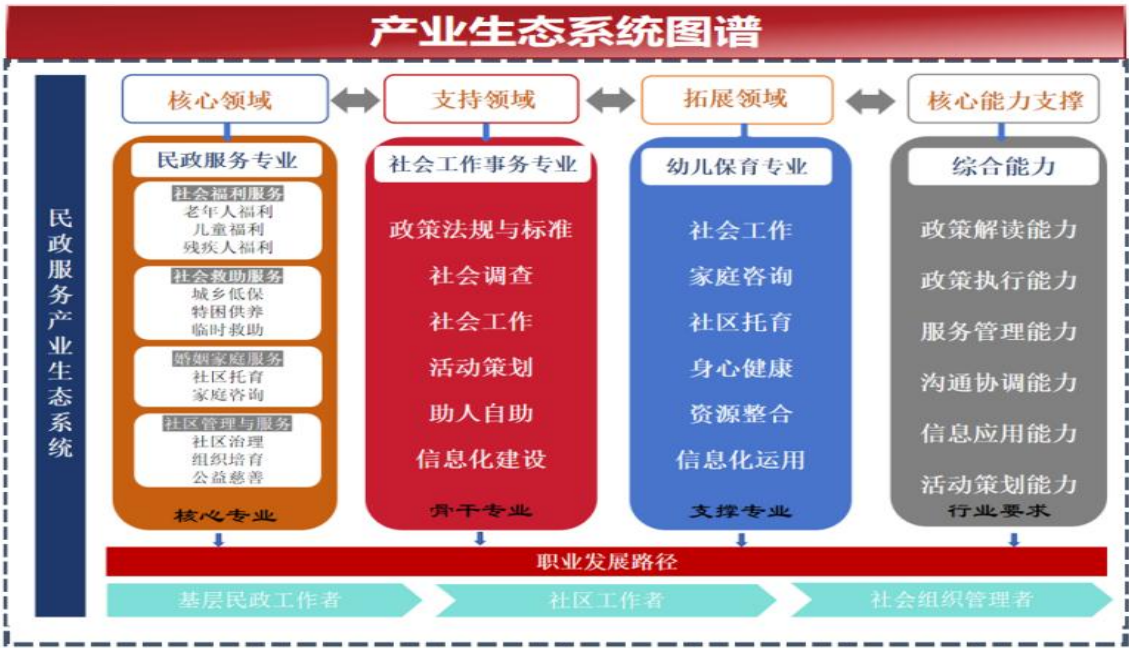 产业生态系统图谱
民政服务产业生态系统
核心领域
支持领域
拓展领域
核心能力支撑
民政服务专业
社会福利服务
老年人福利
儿童福利
残疾人福利
社会救助服务
城乡低保
特困供养
临时救助
婚姻家庭服务
社区托育
家庭咨询
社区管理与服务
社区治理
组织培育
公益慈善
核心专业
社会工作事务专业
政策法规与标准
社会调查
社会工作
活动策划
助人自助
信息化建设
骨干专业
幼儿保育专业
社会工作
家庭咨询
社区托育
身心健康
资源整合
信息化运用
支撑专业
综合能力
政策解读能力
政策执行能力
服务管理能力
沟通协调能力
信息应用能力
活动策划能力
行业要求
职业发展路径
基层民政工作者
社区工作者
社会组织管理者